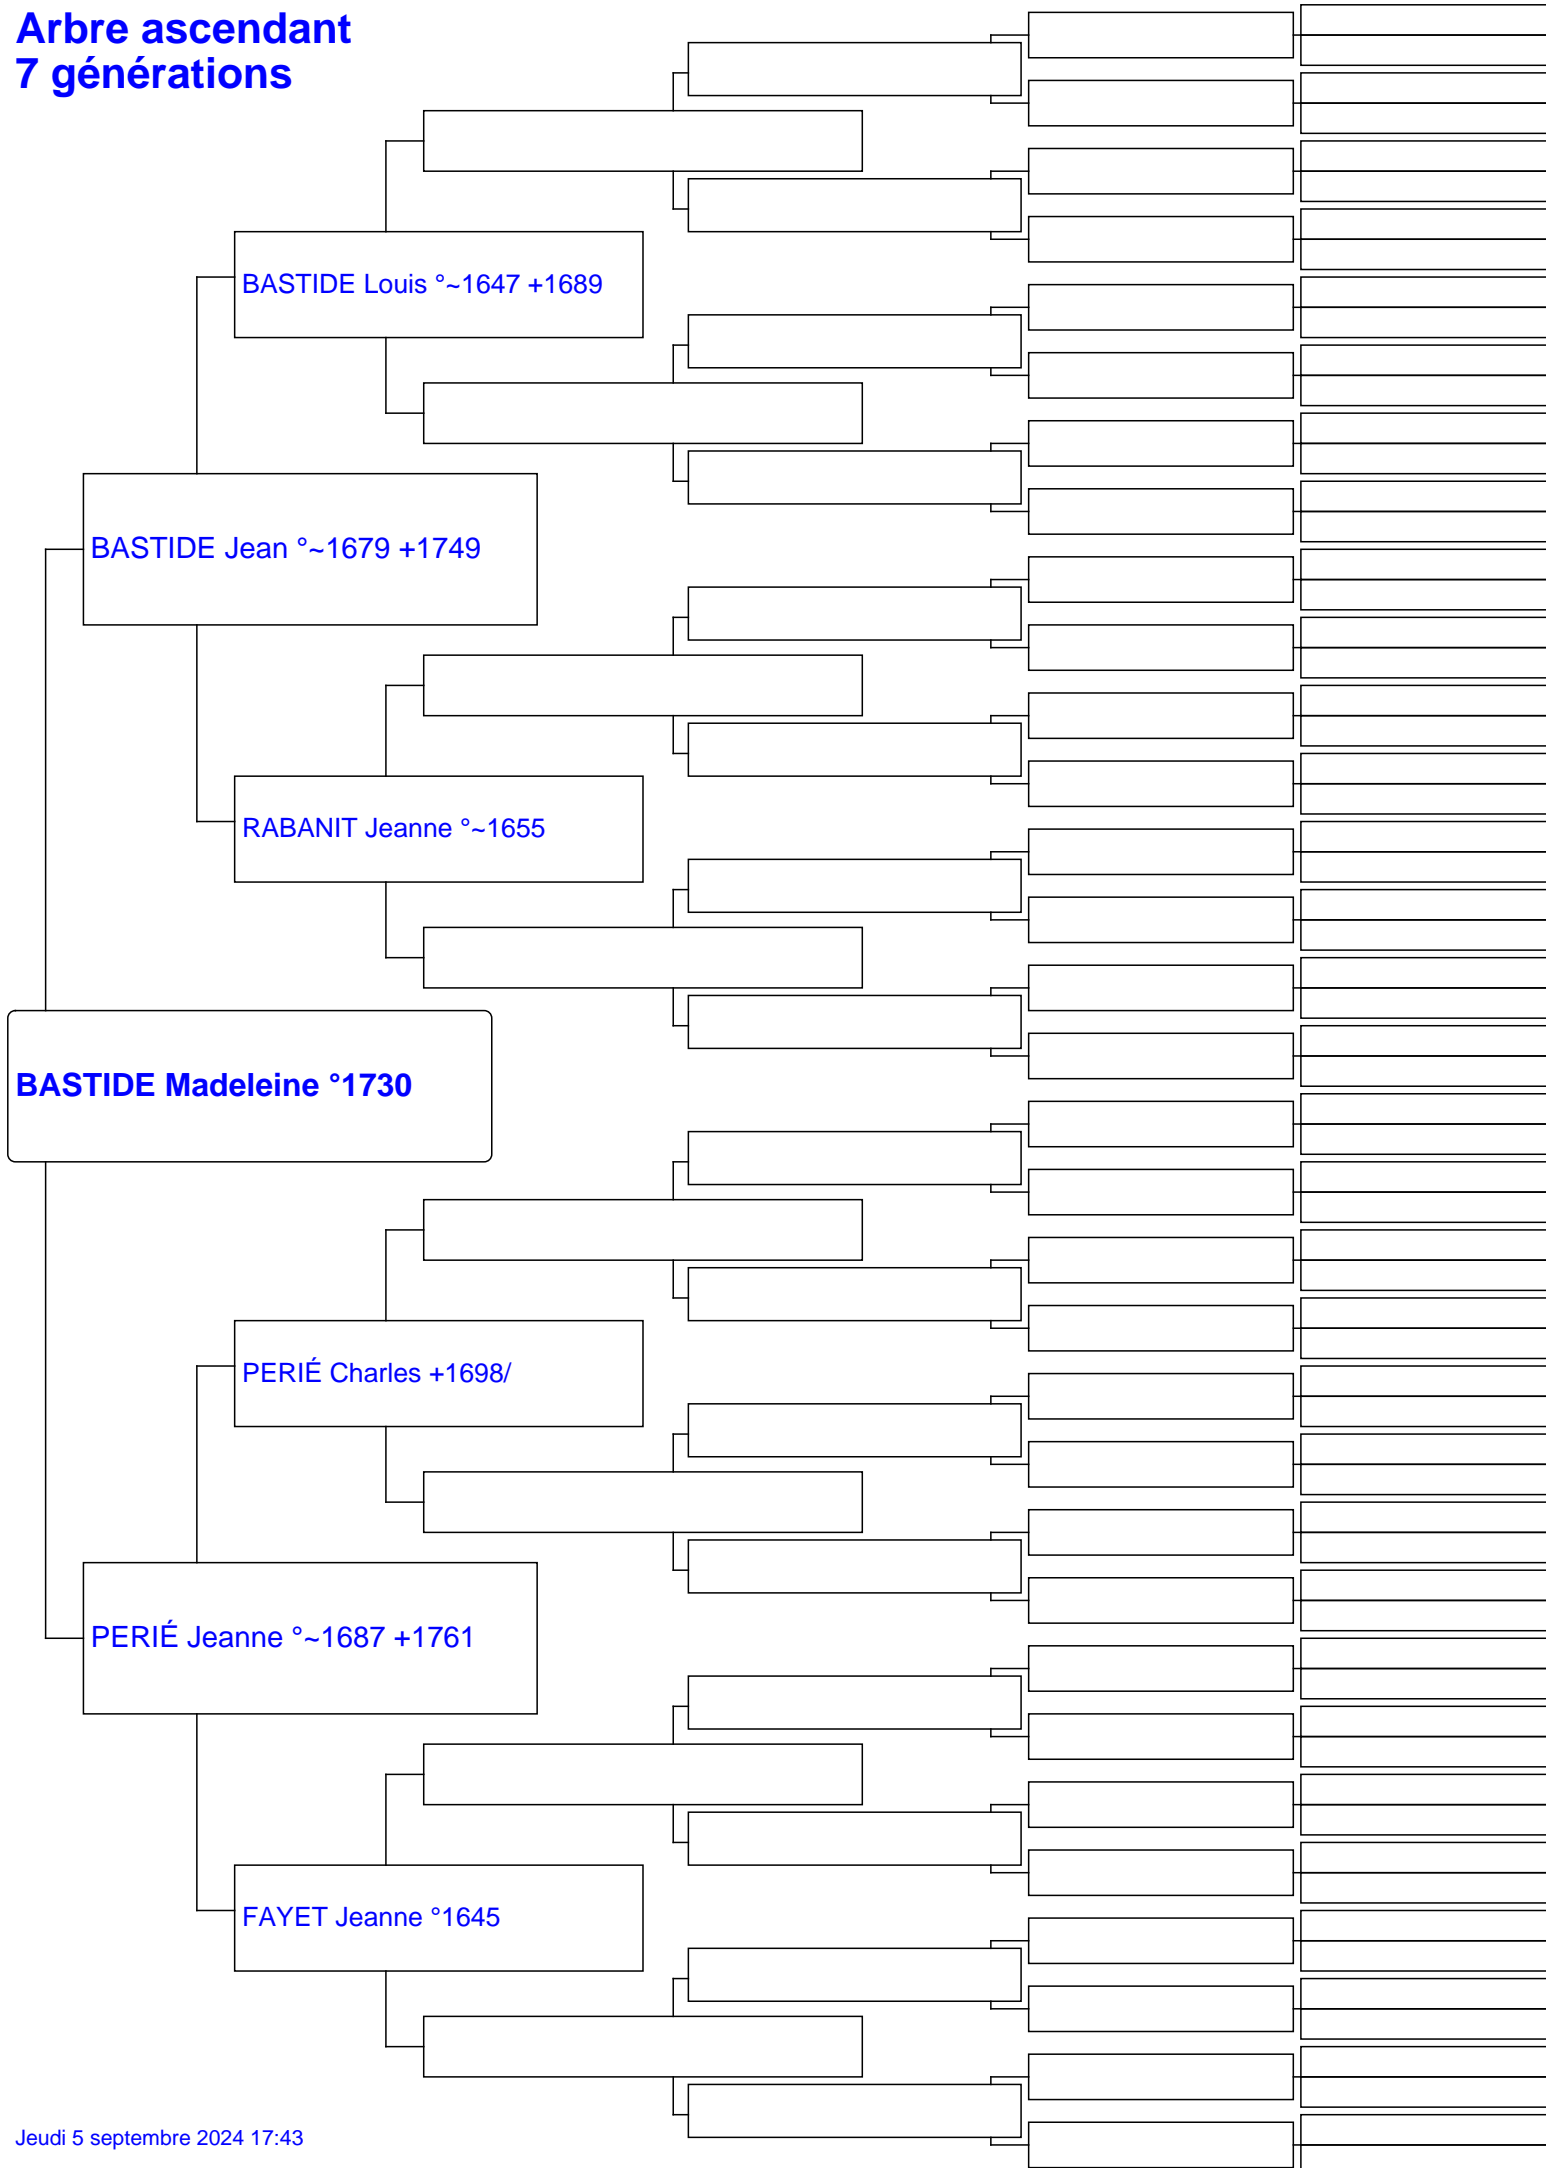 Arbre ascendant
7 générations
BASTIDE Louis °~1647 +1689
BASTIDE Jean °~1679 +1749
RABANIT Jeanne °~1655
BASTIDE Madeleine °1730
PERIÉ Charles +1698/
PERIÉ Jeanne °~1687 +1761
FAYET Jeanne °1645
Jeudi 5 septembre 2024 17:43